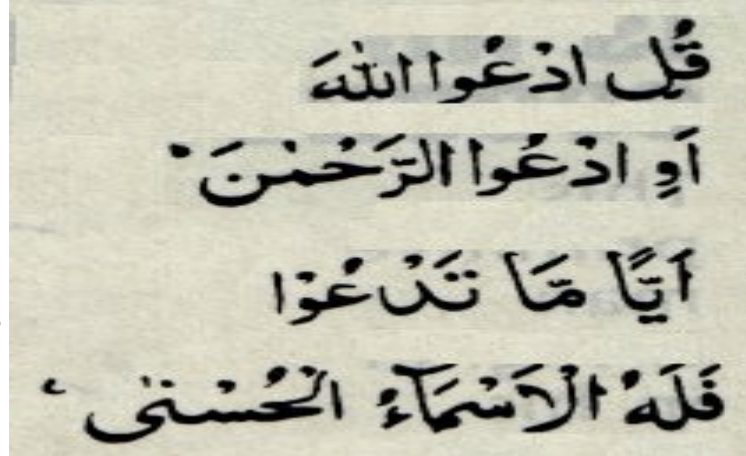 قُلِ ادْعُوا اللّٰهَ
اَوِ ادْعُوا الرَّحْمٰنَ ۚ
اَيًّا مَّا تَدْعُوْا
فَلَهُ الْاَسْمَآءُ الْحُسْنٰى ۚ